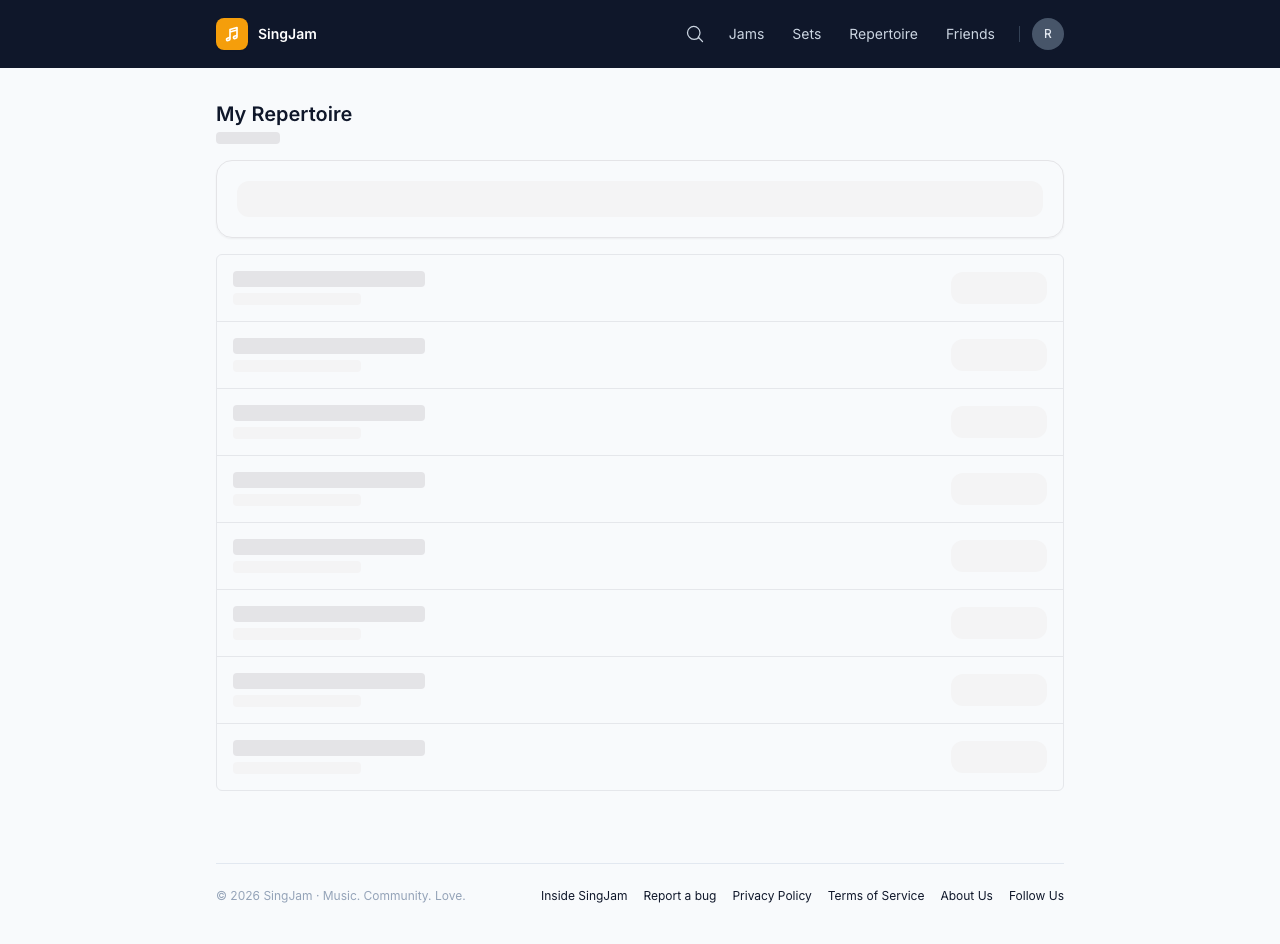 SingJam
Jams
Sets
Repertoire
Friends
R
My Repertoire
© 2026 SingJam · Music. Community. Love.
Inside SingJam
Report a bug
Privacy Policy
Terms of Service
About Us
Follow Us